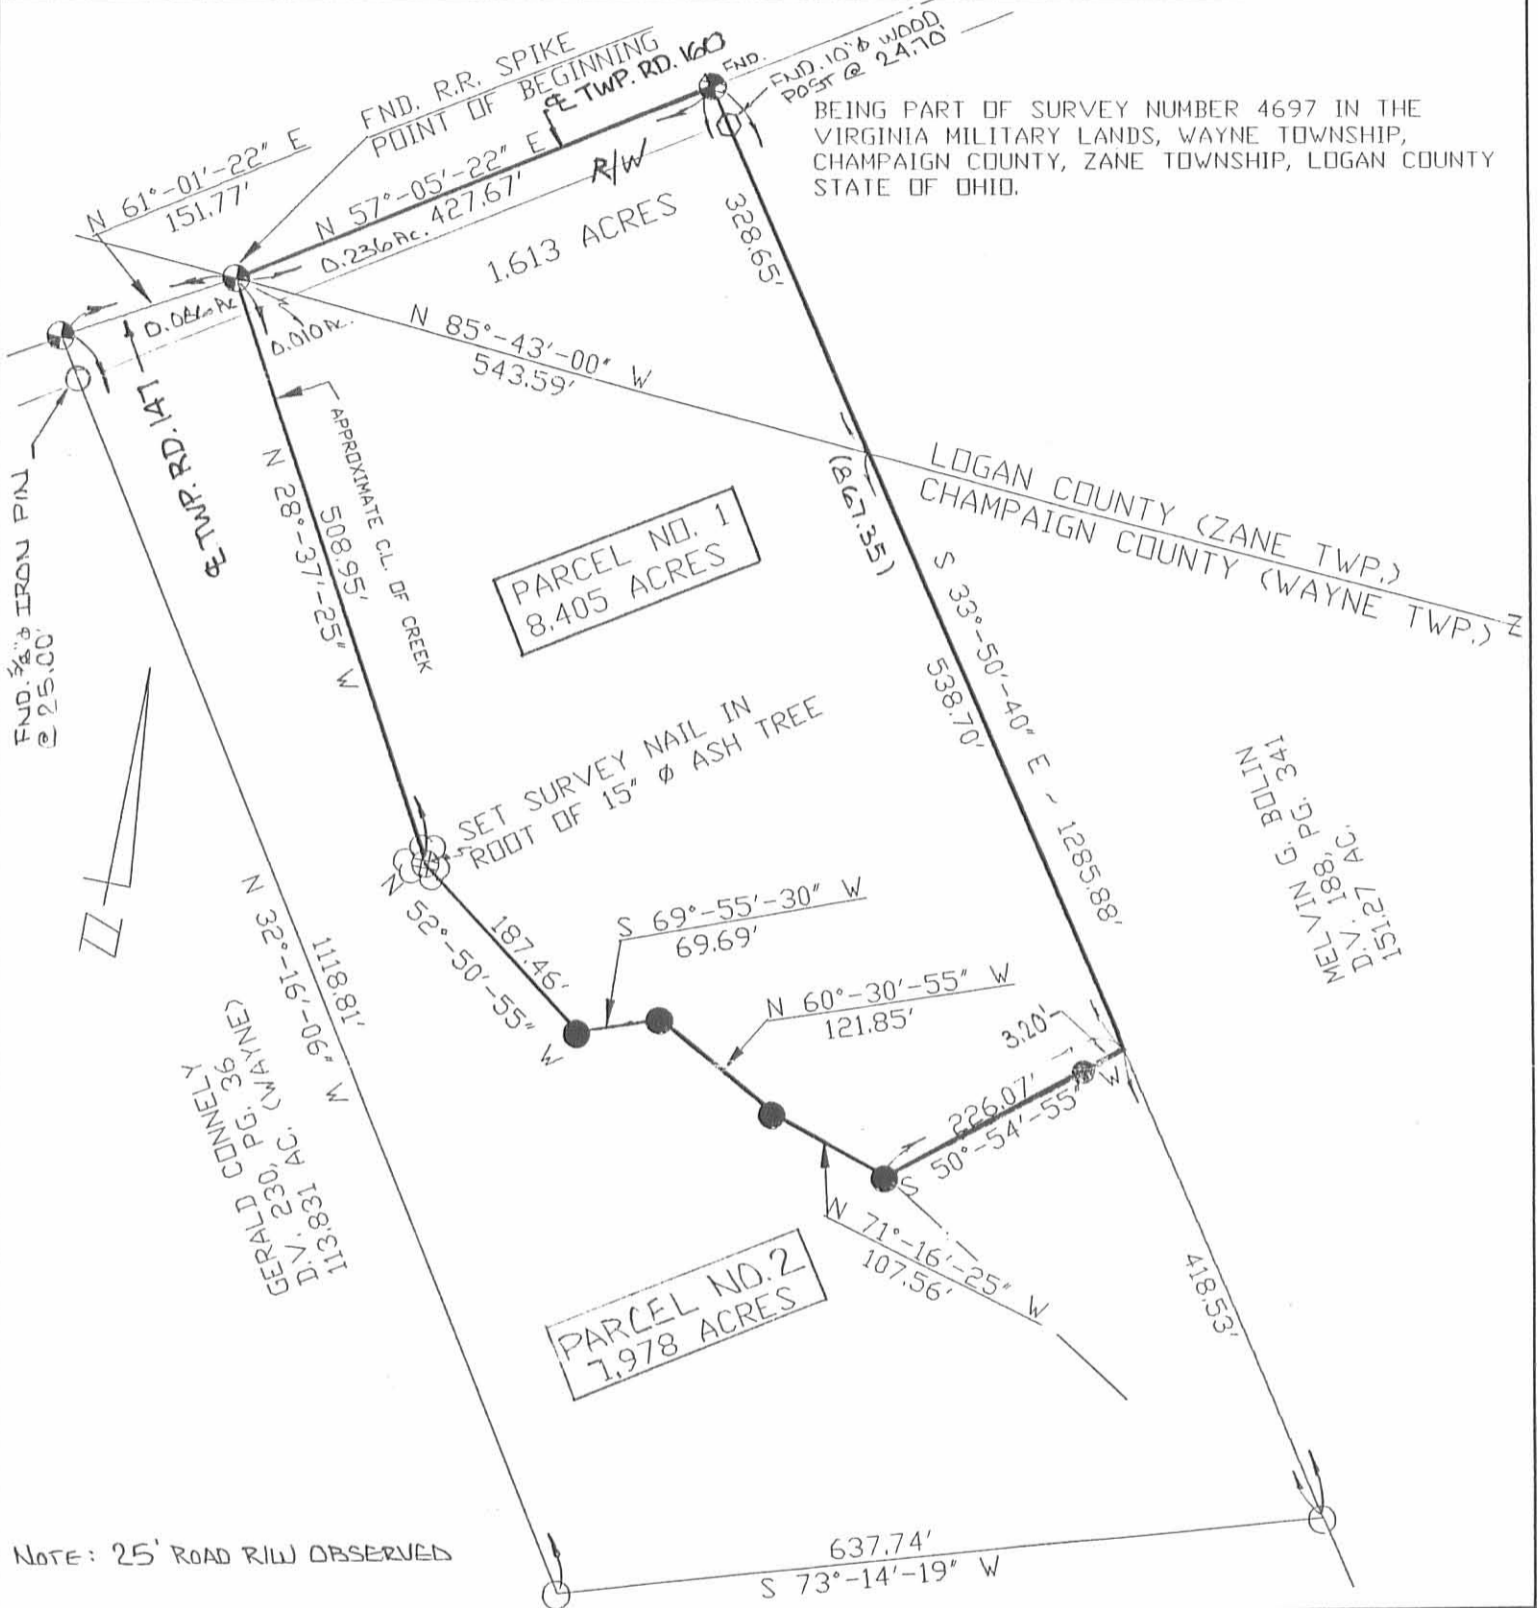 FND. R.R. SPIKE
POINT OF BEGINNING
℄ TWP. RD. 160
FND.
FND. 10"ø WOOD
POST @ 24.70'
BEING PART OF SURVEY NUMBER 4697 IN THE
VIRGINIA MILITARY LANDS, WAYNE TOWNSHIP,
CHAMPAIGN COUNTY, ZANE TOWNSHIP, LOGAN COUNTY
STATE OF OHIO.
N 61°-01'-22" E
151.77'
N 57°-05'-22" E
427.67'
R/W
0.236 Ac.
1.613 ACRES
328.65'
0.010 Ac.
N 85°-43'-00" W
543.59'
℄ TWP. RD. 147
FND. 5/8"ø IRON PIN
@ 25.00'
APPROXIMATE C.L. OF CREEK
N 28°-37'-25" W
508.95'
(867.35)
LOGAN COUNTY (ZANE TWP.)
CHAMPAIGN COUNTY (WAYNE TWP.)
Z
PARCEL NO. 1
8.405 ACRES
S 33°-50'-40" E - 1285.88'
538.70'
SET SURVEY NAIL IN
ROOT OF 15" ø ASH TREE
MELVIN G. BOLIN
D.V. 188, PG. 341
151.27 AC.
N 52°-50'-55" W
187.46'
S 69°-55'-30" W
69.69'
N 60°-30'-55" W
121.85'
3.20'
226.07'
S 50°-54'-55" W
N 32°-16'-06" W
1118.81'
GERALD CONNELY
D.V. 230, PG. 36
113.831 AC. (WAYNE)
N 71°-16'-25" W
107.56'
418.53'
PARCEL NO. 2
7.978 ACRES
NOTE: 25' ROAD R/W OBSERVED
637.74'
S 73°-14'-19" W